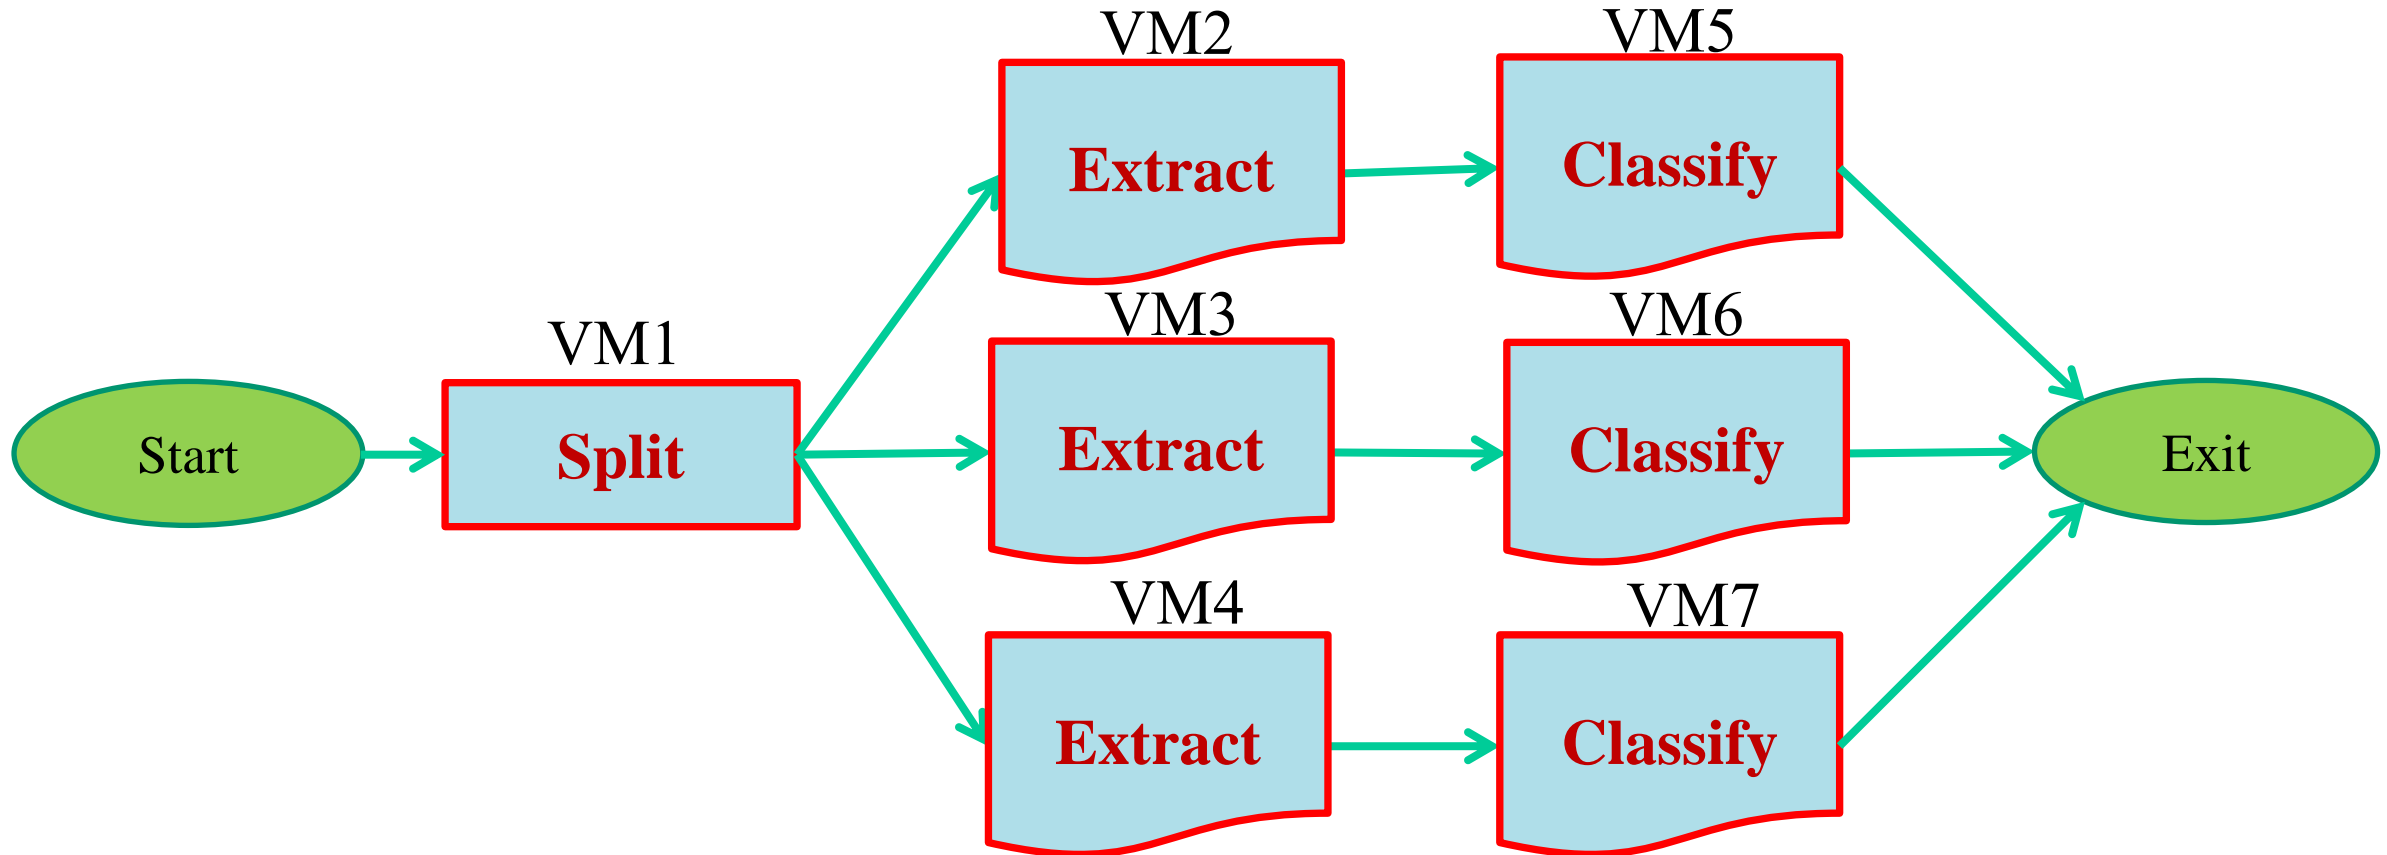 VM2
VM5
Extract
Classify
VM3
VM6
VM1
Start
Split
Extract
Classify
Exit
VM4
VM7
Extract
Classify